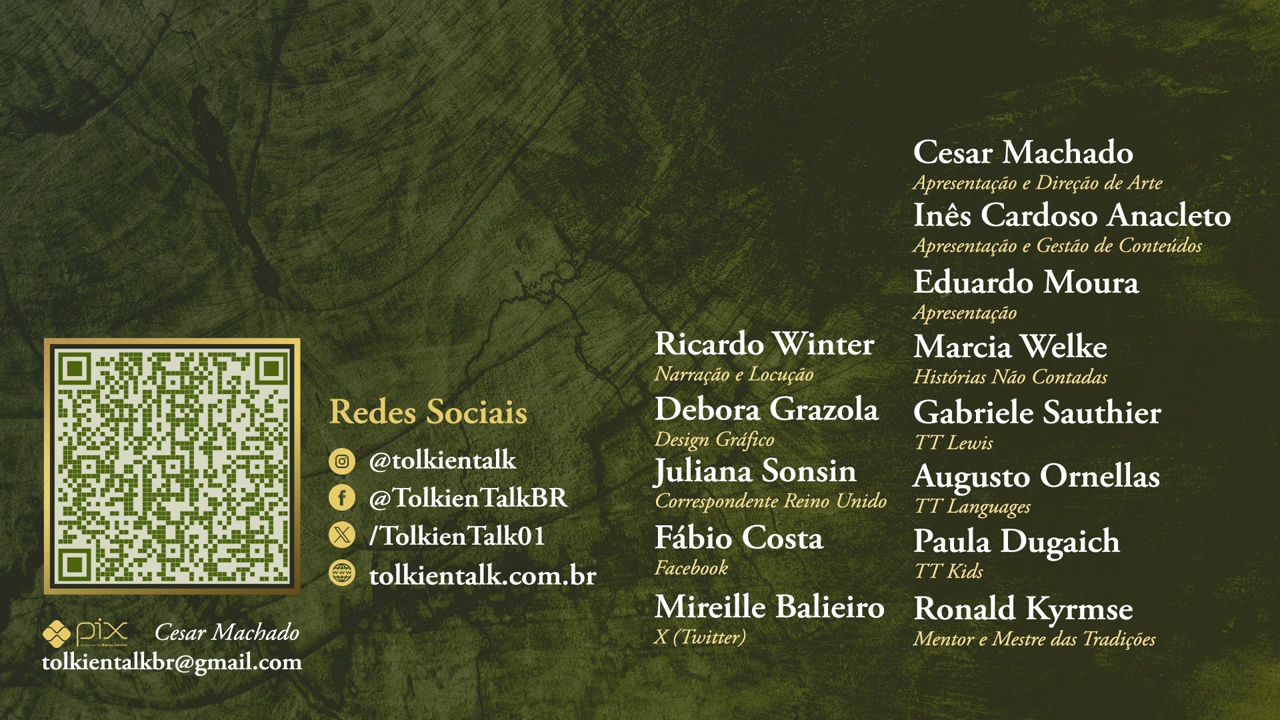 Cesar Machado
Apresentação e Direção de Arte
Inês Cardoso Anacleto
Apresentação e Gestão de Conteúdos
Eduardo Moura
Apresentação
Marcia Welke
Histórias Não Contadas
Gabriele Sauthier
TT Lewis
Augusto Ornellas
TT Languages
Paula Dugaich
TT Kids
Ronald Kyrmse
Mentor e Mestre das Tradições
Ricardo Winter
Narração e Locução
Debora Grazola
Design Gráfico
Juliana Sonsin
Correspondente Reino Unido
Fábio Costa
Facebook
Mireille Balieiro
X (Twitter)
Redes Sociais
@tolkientalk
@TolkienTalkBR
/TolkienTalk01
tolkientalk.com.br
pix Cesar Machado
tolkientalkbr@gmail.com